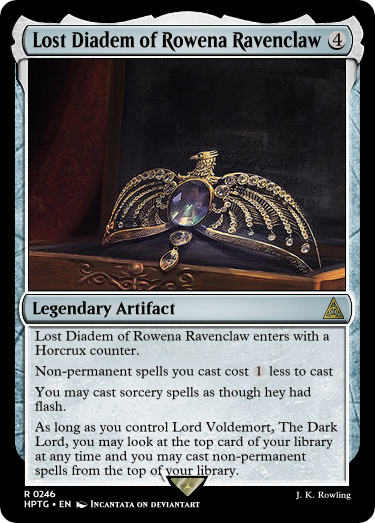 Lost Diadem of Rowena Ravenclaw 4
Legendary Artifact
Lost Diadem of Rowena Ravenclaw enters with a
Horcrux counter.
Non-permanent spells you cast cost 1 less to cast
You may cast sorcery spells as though hey had
flash.
As long as you control Lord Voldemort, The Dark
Lord, you may look at the top card of your library
at any time and you may cast non-permanent
spells from the top of your library.
R 0246
HPTG • EN Incantata on deviantart
J. K. Rowling